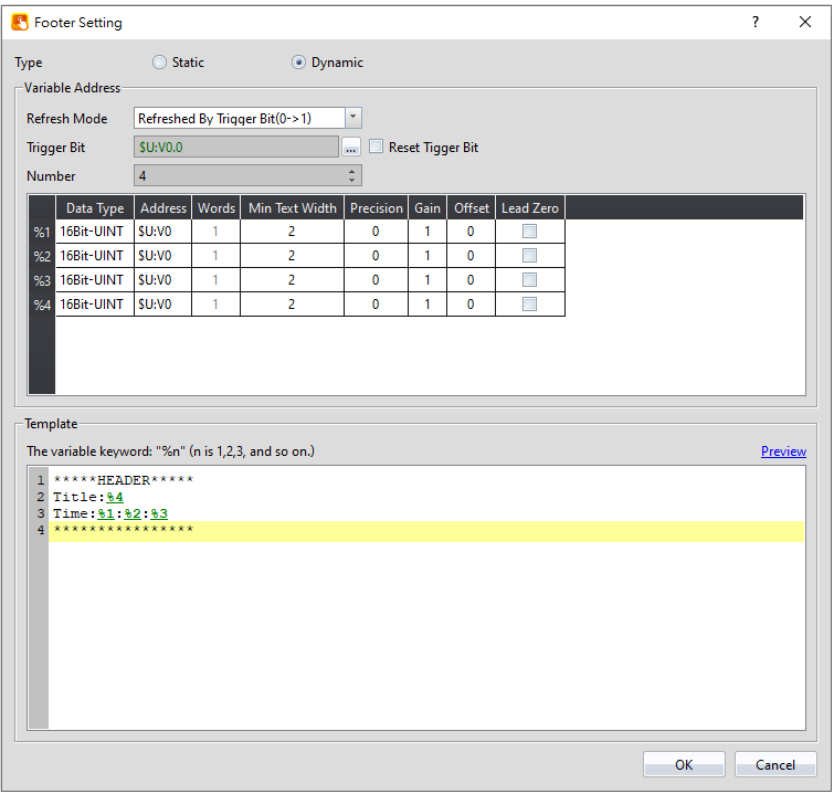 Footer Setting ? ×
Type Static Dynamic
Variable Address
Refresh Mode Refreshed By Trigger Bit(0->1)
Trigger Bit $U:V0.0 ... Reset Tigger Bit
Number 4
Data Type Address Words Min Text Width Precision Gain Offset Lead Zero
%1 16Bit-UINT $U:V0 1 2 0 1 0
%2 16Bit-UINT $U:V0 1 2 0 1 0
%3 16Bit-UINT $U:V0 1 2 0 1 0
%4 16Bit-UINT $U:V0 1 2 0 1 0
Template
The variable keyword: "%n" (n is 1,2,3, and so on.) Preview
1 *****HEADER*****
2 Title:%4
3 Time:%1:%2:%3
4 ****************
OK Cancel